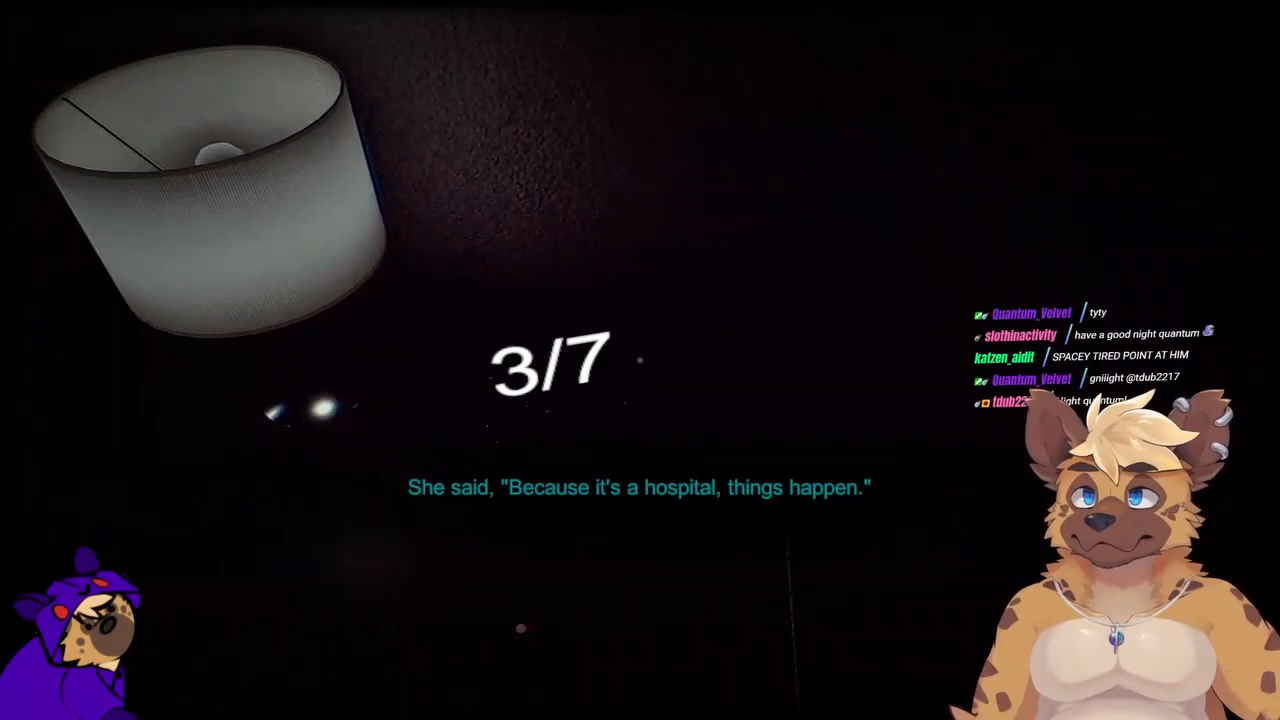 3/7
She said, "Because it's a hospital, things happen."
Quantum_Velvet / tyty
slothinactivity / have a good night quantum
katzen_aidit / SPACEY TIRED POINT AT HIM
Quantum_Velvet / gniiight @tdub2217